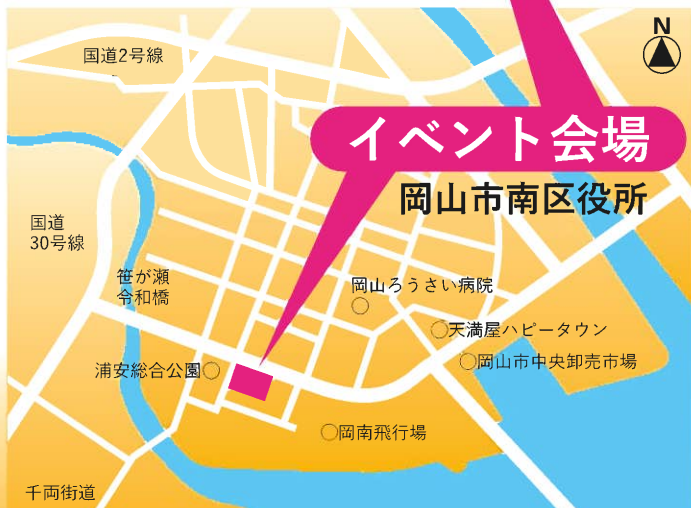 N
国道2号線
イベント会場
岡山市南区役所
国道
30号線
笹が瀬
令和橋
岡山ろうさい病院
天満屋ハピータウン
岡山市中央卸売市場
浦安総合公園
岡南飛行場
千両街道